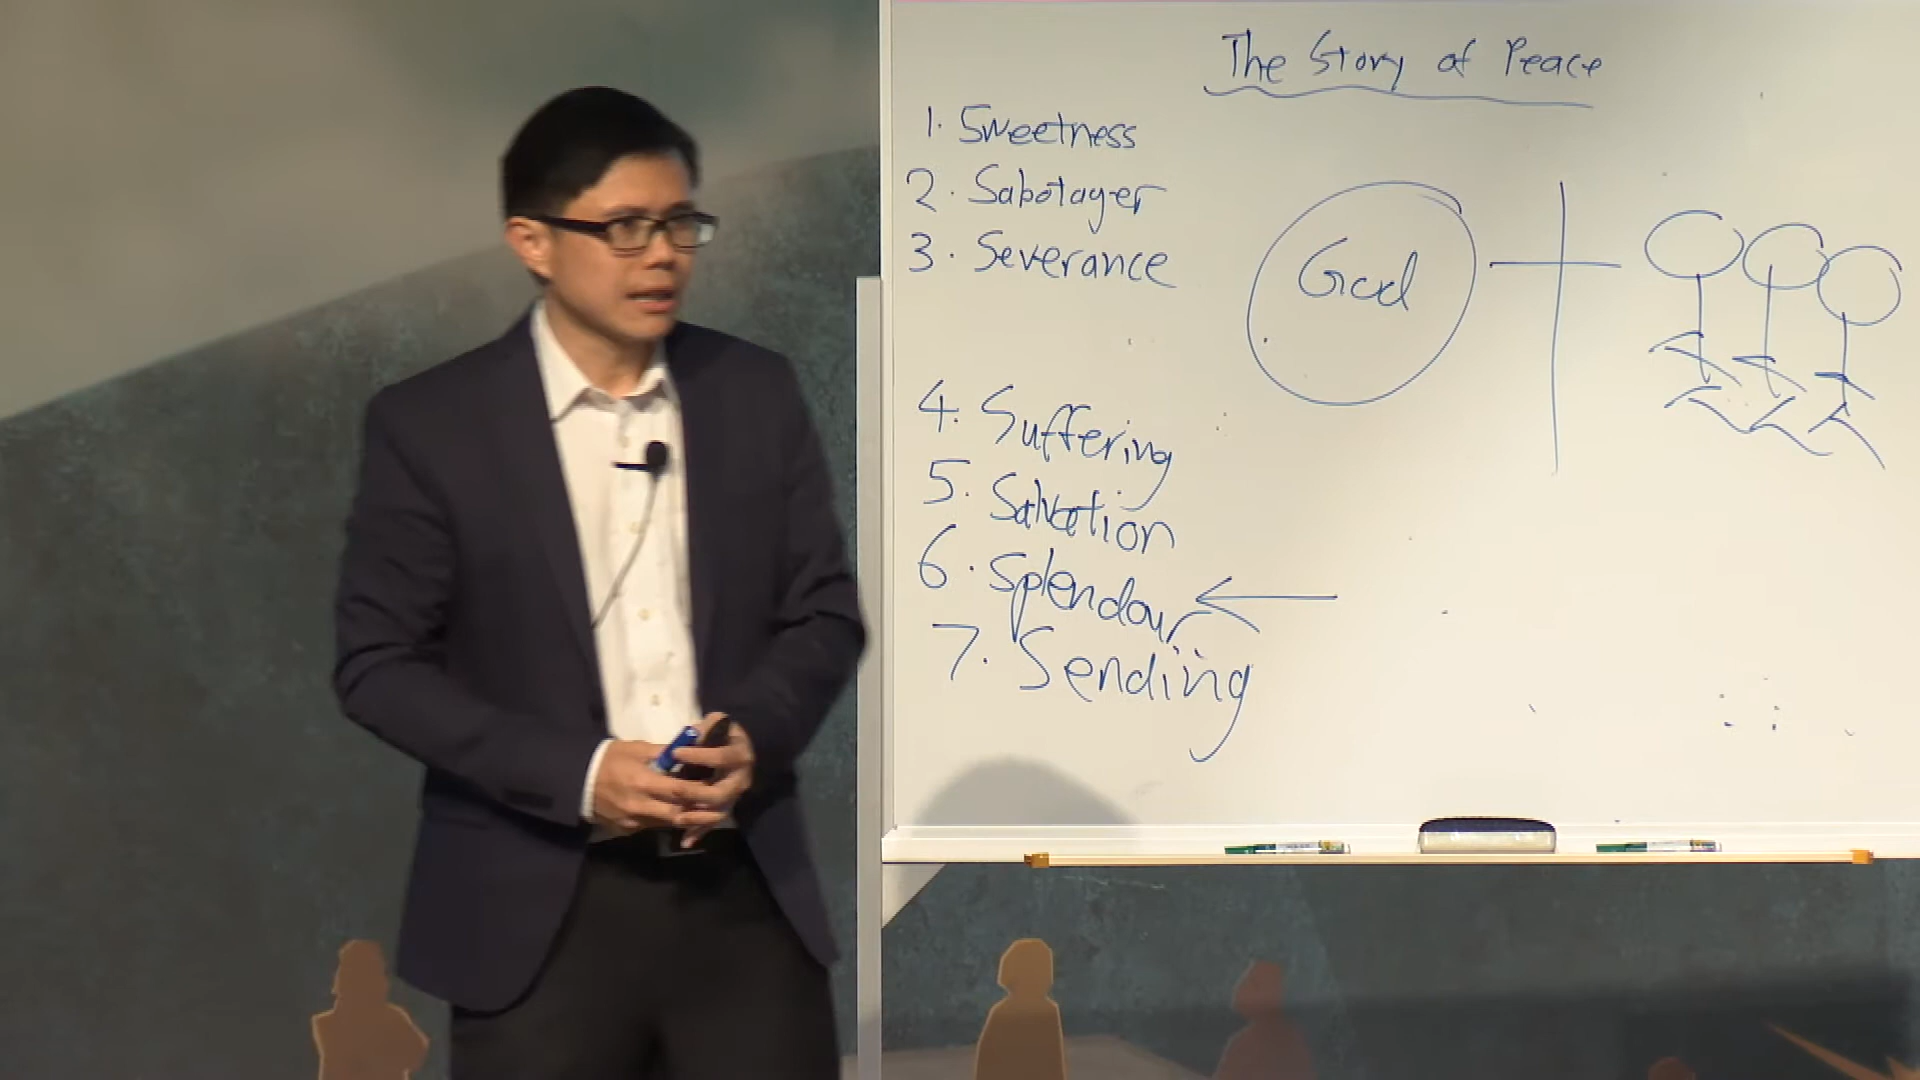 The Story of Peace
1. Sweetness
2. Sabotager
3. Severance
God
4. Suffering
5. Salvation
6. Splendour
7. Sending